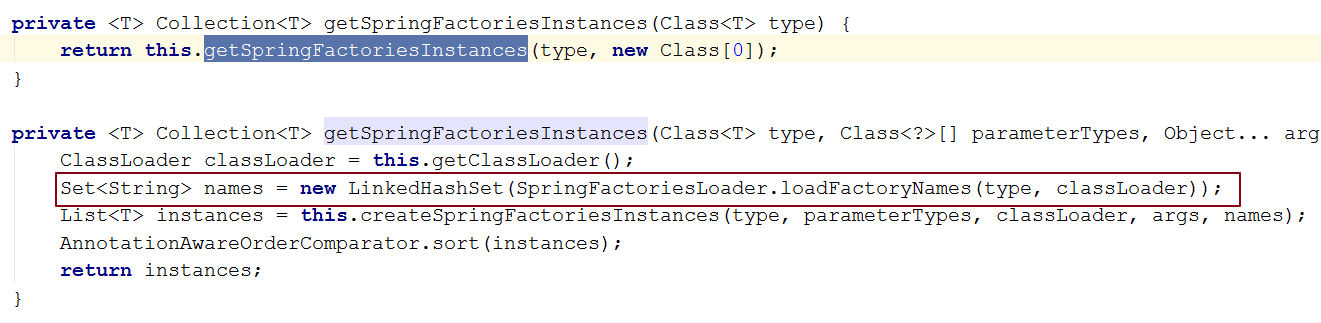 private <T> Collection<T> getSpringFactoriesInstances(Class<T> type) {
return this.getSpringFactoriesInstances(type, new Class[0]);
}
private <T> Collection<T> getSpringFactoriesInstances(Class<T> type, Class<?>[] parameterTypes, Object... arg
ClassLoader classLoader = this.getClassLoader();
Set<String> names = new LinkedHashSet(SpringFactoriesLoader.loadFactoryNames(type, classLoader));
List<T> instances = this.createSpringFactoriesInstances(type, parameterTypes, classLoader, args, names);
AnnotationAwareOrderComparator.sort(instances);
return instances;
}